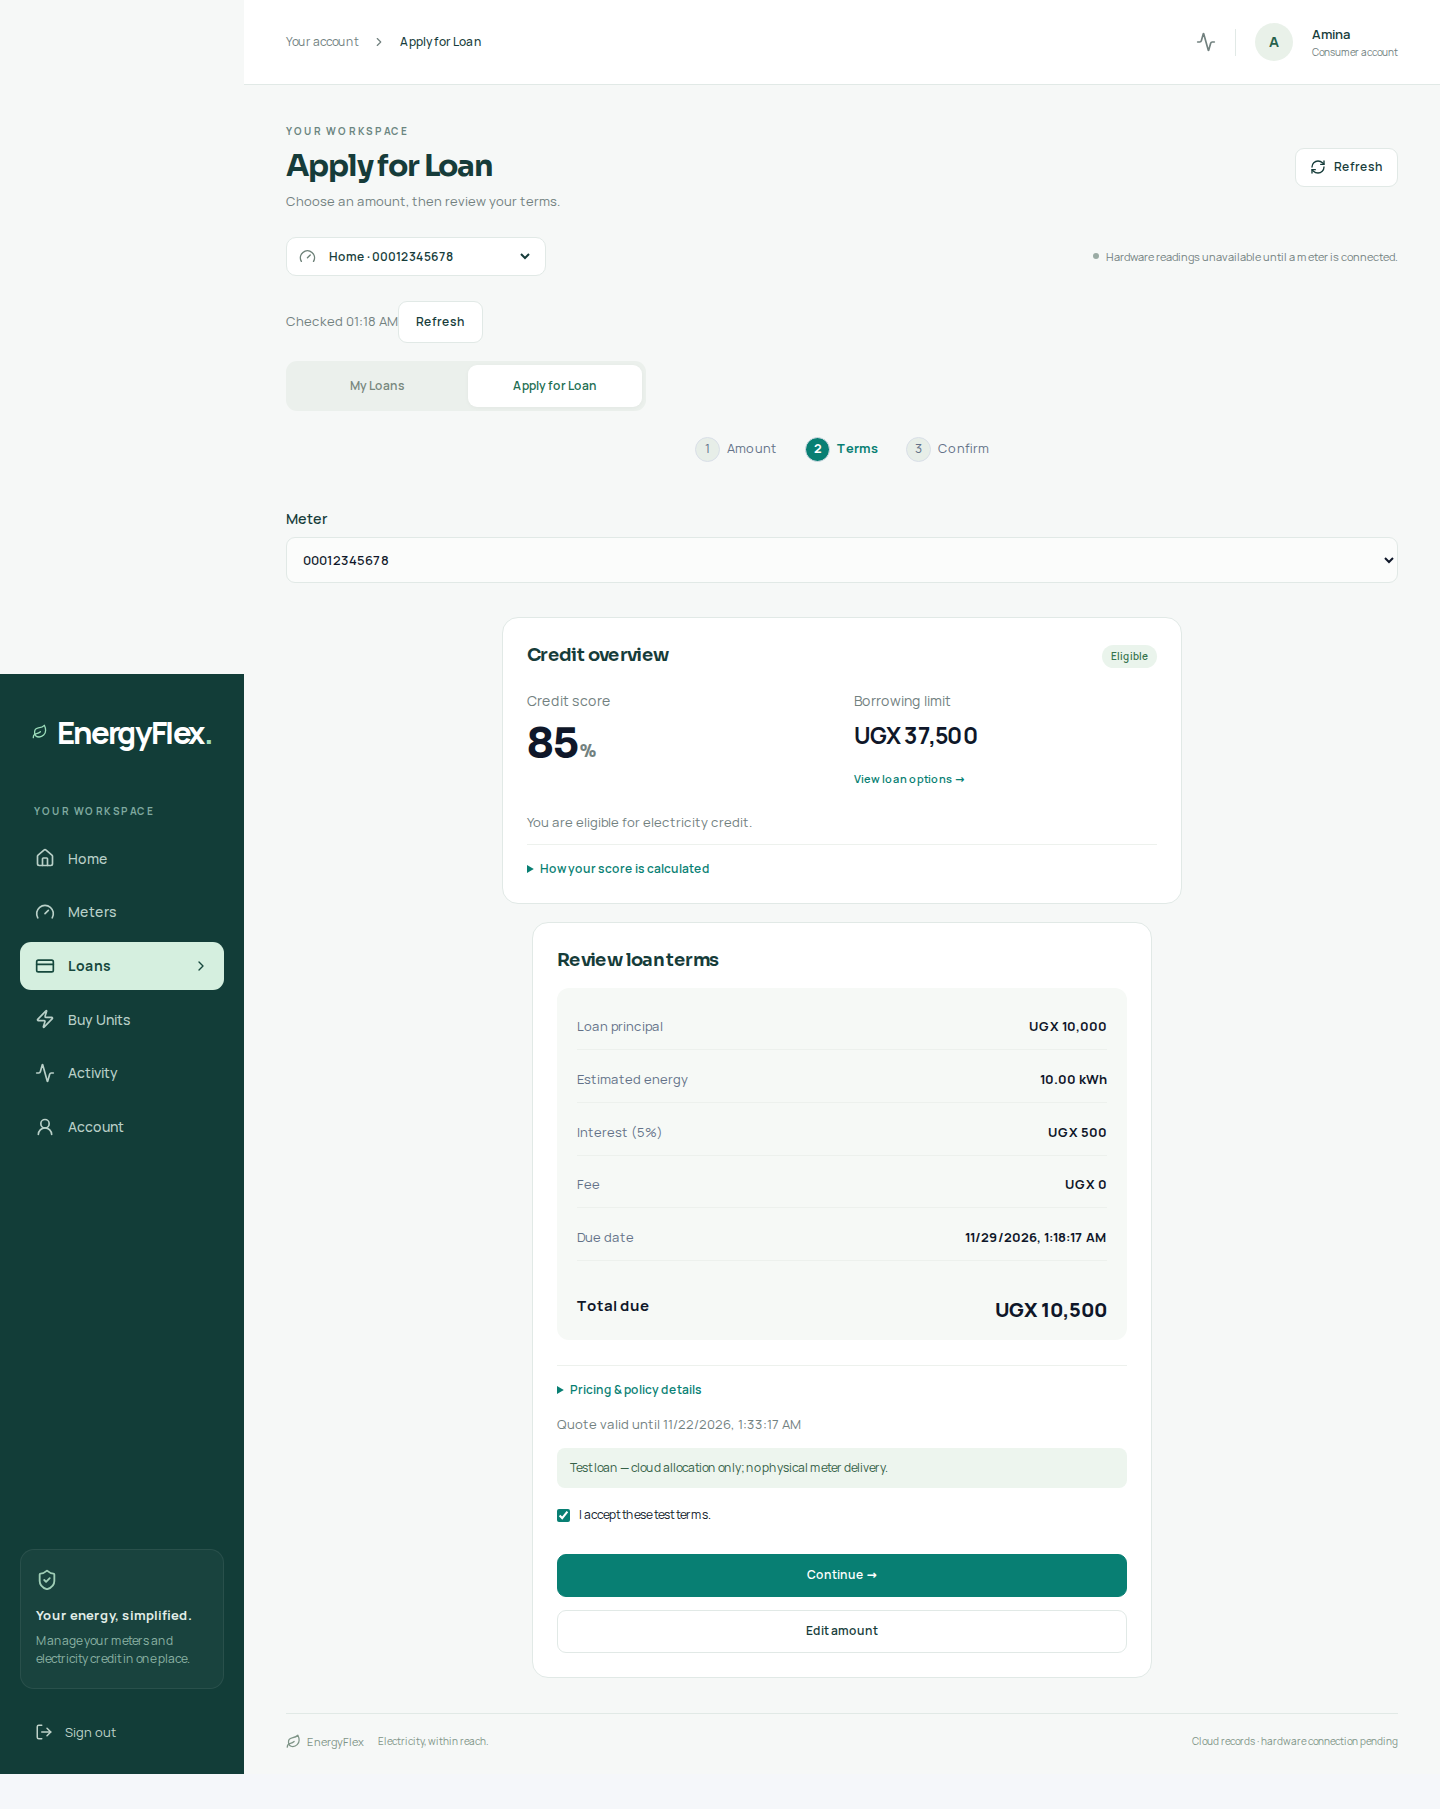 Your account
Apply for Loan
A
Amina
Consumer account
YOUR WORKSPACE
Apply for Loan
Choose an amount, then review your terms.
Refresh
Home · 00012345678
Hardware readings unavailable until a meter is connected.
Checked 01:18 AM
Refresh
My Loans
Apply for Loan
1 Amount
2 Terms
3 Confirm
Meter
00012345678
Credit overview
Eligible
Credit score
85%
Borrowing limit
UGX 37,500
View loan options →
You are eligible for electricity credit.
How your score is calculated
Review loan terms
Loan principal UGX 10,000
Estimated energy 10.00 kWh
Interest (5%) UGX 500
Fee UGX 0
Due date 11/29/2026, 1:18:17 AM
Total due UGX 10,500
Pricing & policy details
Quote valid until 11/22/2026, 1:33:17 AM
Test loan — cloud allocation only; no physical meter delivery.
I accept these test terms.
Continue →
Edit amount
EnergyFlex.
YOUR WORKSPACE
Home
Meters
Loans
Buy Units
Activity
Account
Your energy, simplified.
Manage your meters and
electricity credit in one place.
Sign out
EnergyFlex
Electricity, within reach.
Cloud records · hardware connection pending